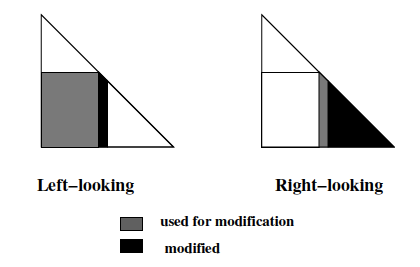 Left-looking
Right-looking
used for modification
modified